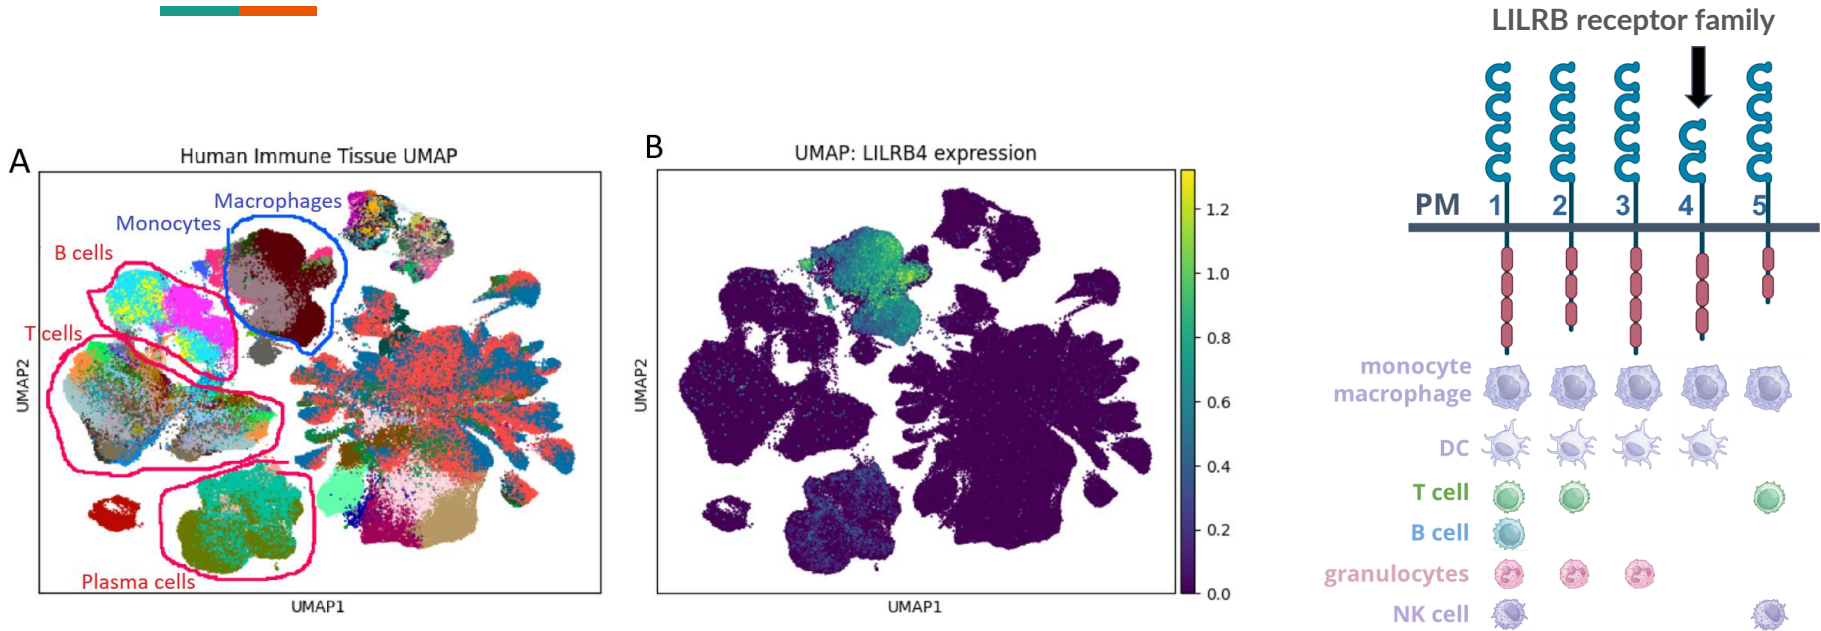 LILRB receptor family
A
Human Immune Tissue UMAP
Macrophages
Monocytes
B cells
T cells
Plasma cells
UMAP2
UMAP1
B
UMAP: LILRB4 expression
UMAP2
UMAP1
1.2
1.0
0.8
0.6
0.4
0.2
0.0
PM 1 2 3 4 5
monocyte
macrophage
DC
T cell
B cell
granulocytes
NK cell